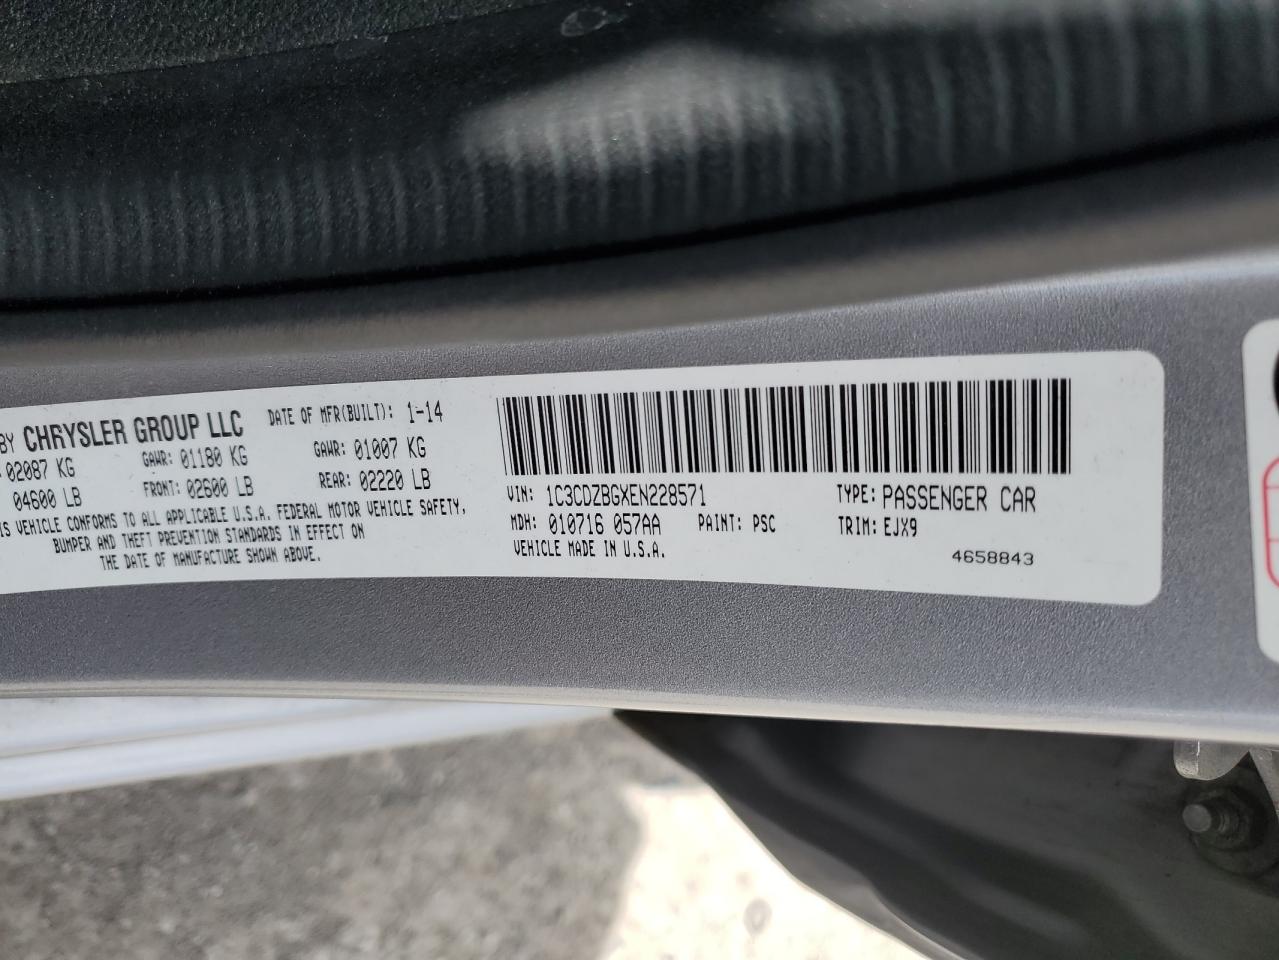 BY CHRYSLER GROUP LLC DATE OF MFR(BUILT): 1-14
02087 KG GAWR: 01180 KG GAWR: 01007 KG
04600 LB FRONT: 02600 LB REAR: 02220 LB
IS VEHICLE CONFORMS TO ALL APPLICABLE U.S.A. FEDERAL MOTOR VEHICLE SAFETY,
BUMPER AND THEFT PREVENTION STANDARDS IN EFFECT ON
THE DATE OF MANUFACTURE SHOWN ABOVE.
VIN: 1C3CDZBGXEN228571 TYPE: PASSENGER CAR
MDH: 010716 057AA PAINT: PSC TRIM: EJX9
VEHICLE MADE IN U.S.A.
4658843